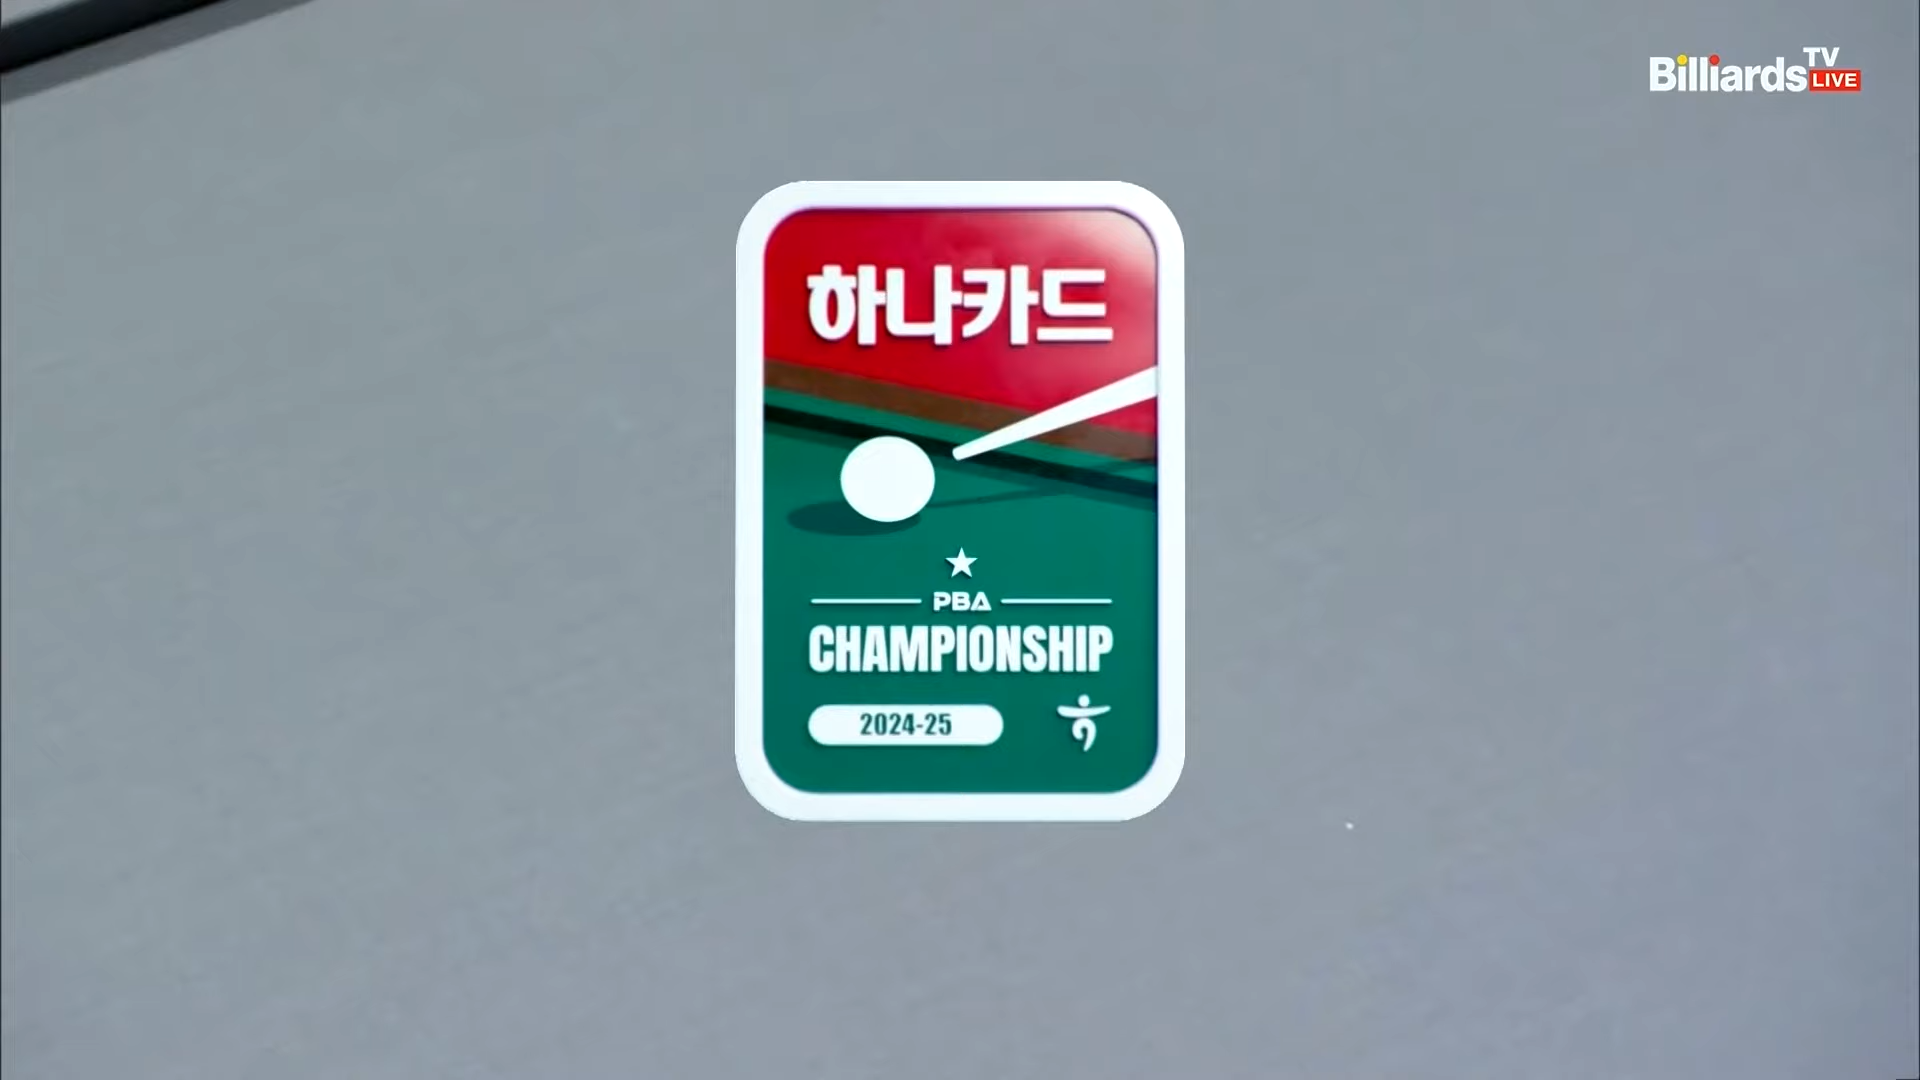 Billiards TV
LIVE
하나카드
PBA
CHAMPIONSHIP
2024-25